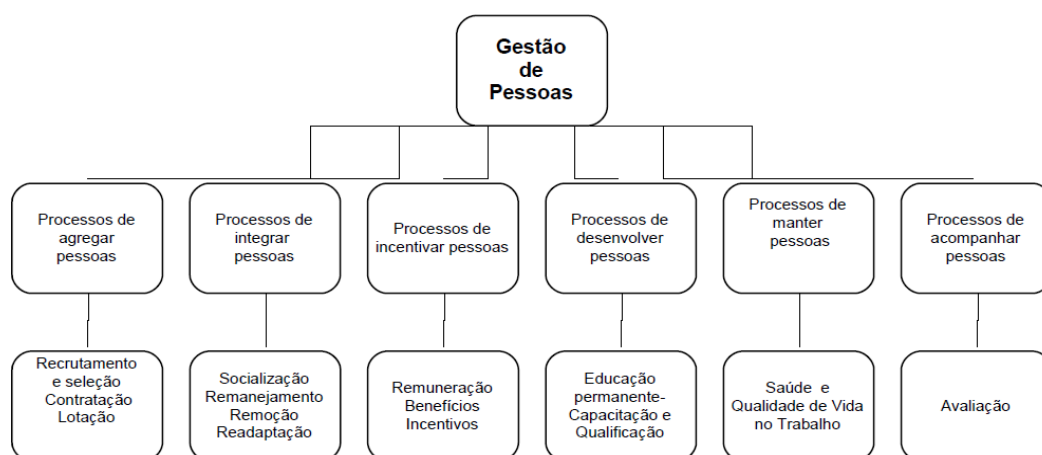 Gestão
de
Pessoas
Processos de
agregar
pessoas
Processos de
integrar
pessoas
Processos de
incentivar pessoas
Processos de
desenvolver
pessoas
Processos de
manter
pessoas
Processos de
acompanhar
pessoas
Recrutamento
e seleção
Contratação
Lotação
Socialização
Remanejamento
Remoção
Readaptação
Remuneração
Benefícios
Incentivos
Educação
permanente-
Capacitação e
Qualificação
Saúde e
Qualidade de Vida
no Trabalho
Avaliação